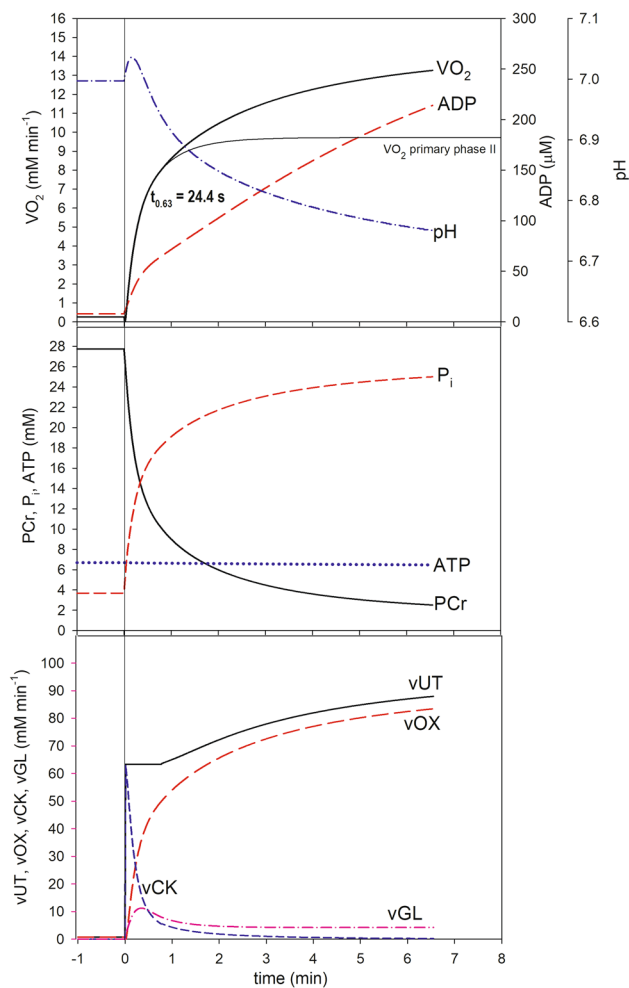 16
15
14
13
12
11
10
9
8
7
6
5
4
3
2
1
0
VO2 (mM min-1)
300
250
200
150
100
50
0
ADP (μM)
7.1
7.0
6.9
6.8
6.7
6.6
pH
VO2
ADP
VO2 primary phase II
t0.63 = 24.4 s
pH
28
26
24
22
20
18
16
14
12
10
8
6
4
2
0
PCr, Pi, ATP (mM)
Pi
ATP
PCr
100
90
80
70
60
50
40
30
20
10
0
vUT, vOX, vCK, vGL (mM min-1)
vUT
vOX
vCK
vGL
-1 0 1 2 3 4 5 6 7 8
time (min)